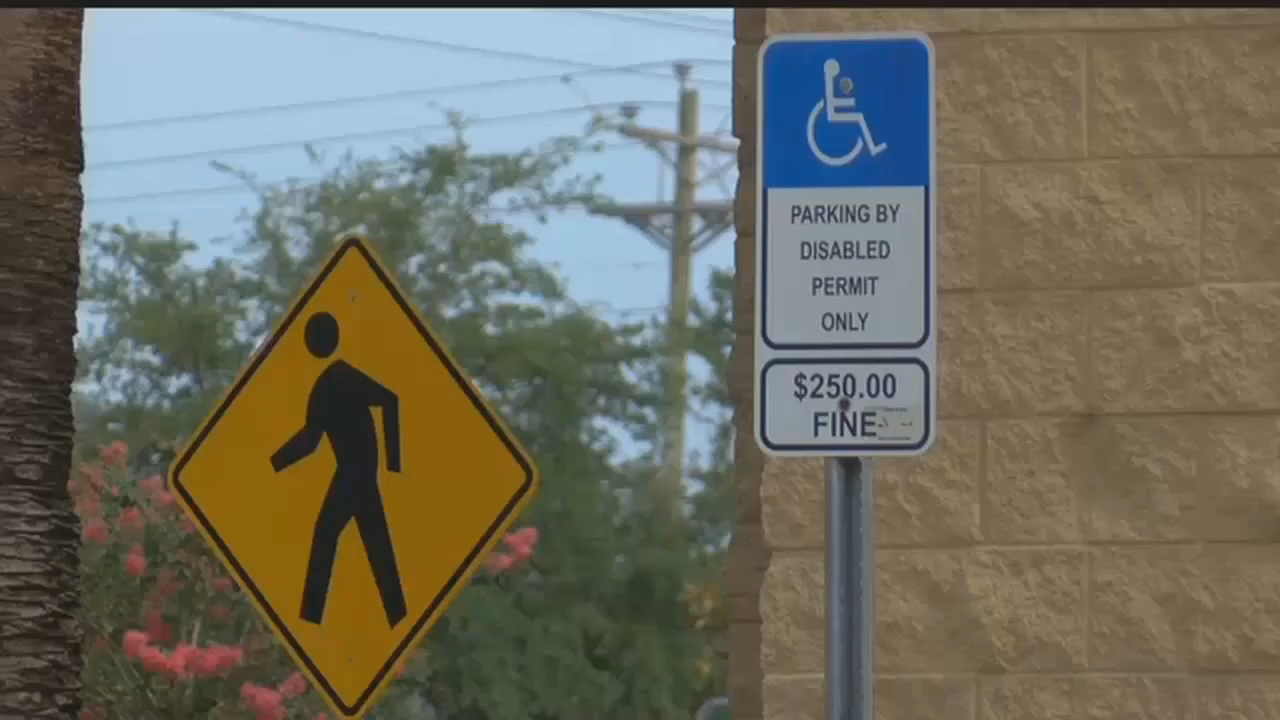 PARKING BY
DISABLED
PERMIT
ONLY
$250.00
FINE